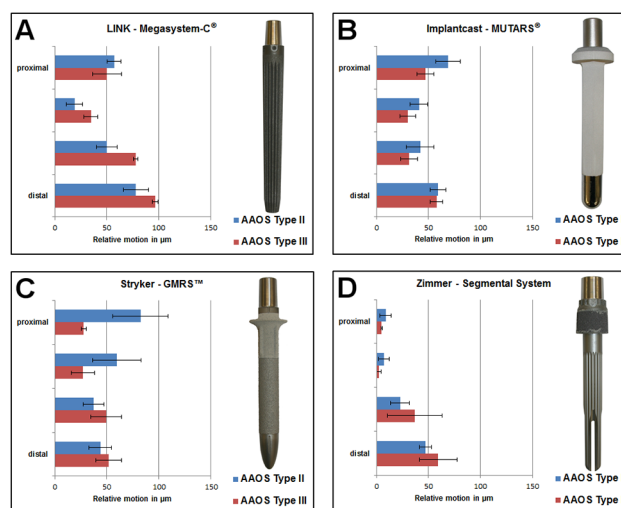 A
LINK - Megasystem-C®
proximal
distal
0
50
100
150
Relative motion in µm
AAOS Type II
AAOS Type III
B
Implantcast - MUTARS®
proximal
distal
0
50
100
150
Relative motion in µm
AAOS Type
AAOS Type
C
Stryker - GMRS™
proximal
distal
0
50
100
150
Relative motion in µm
AAOS Type II
AAOS Type III
D
Zimmer - Segmental System
proximal
distal
0
50
100
150
Relative motion in µm
AAOS Type
AAOS Type